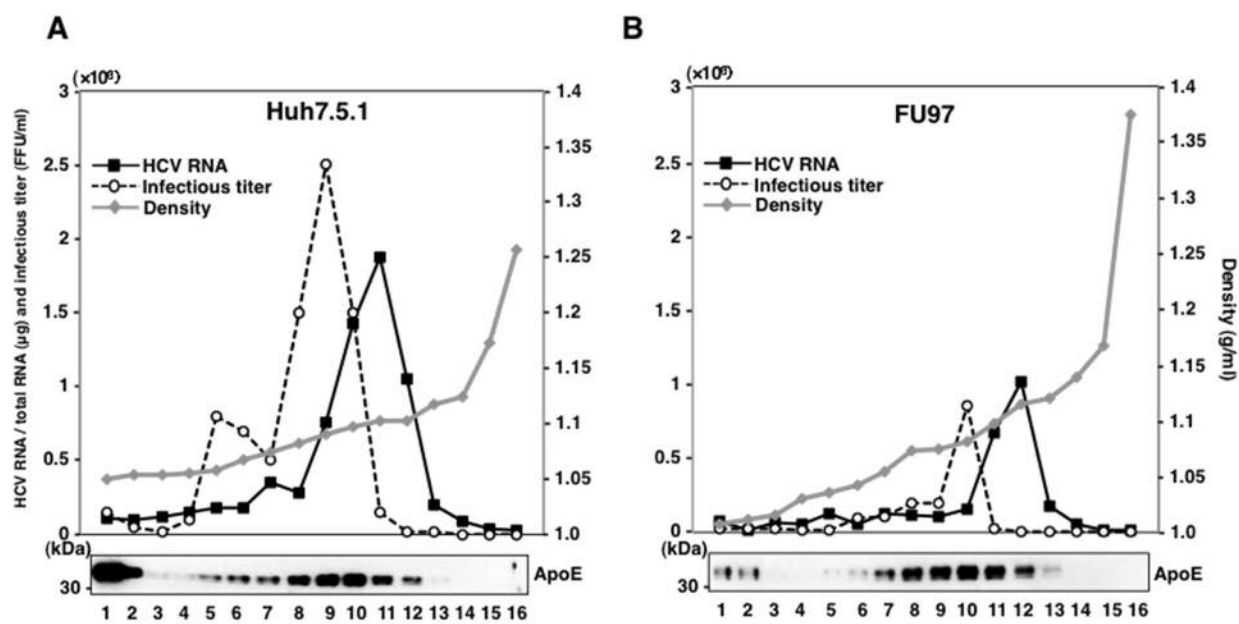 A
B
(×10⁶)
(×10⁶)
3
2.5
2
1.5
1
0.5
0
1.4
1.35
1.3
1.25
1.2
1.15
1.1
1.05
1.0
Huh7.5.1
HCV RNA
Infectious titer
Density
HCV RNA / total RNA (µg) and infectious titer (FFU/ml)
3
2.5
2
1.5
1
0.5
0
1.4
1.35
1.3
1.25
1.2
1.15
1.1
1.05
1.0
FU97
HCV RNA
Infectious titer
Density
Density (g/ml)
(kDa)
30
ApoE
1 2 3 4 5 6 7 8 9 10 11 12 13 14 15 16
(kDa)
30
ApoE
1 2 3 4 5 6 7 8 9 10 11 12 13 14 15 16